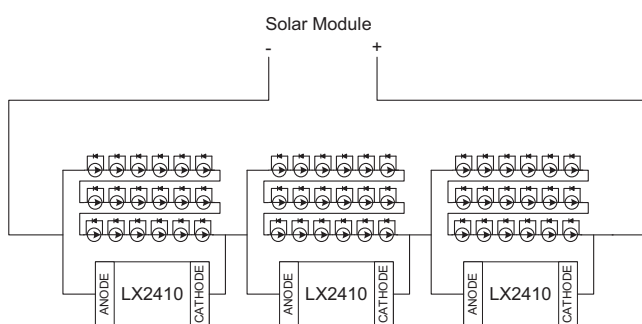 Solar Module
- +
ANODE LX2410 CATHODE ANODE LX2410 CATHODE ANODE LX2410 CATHODE